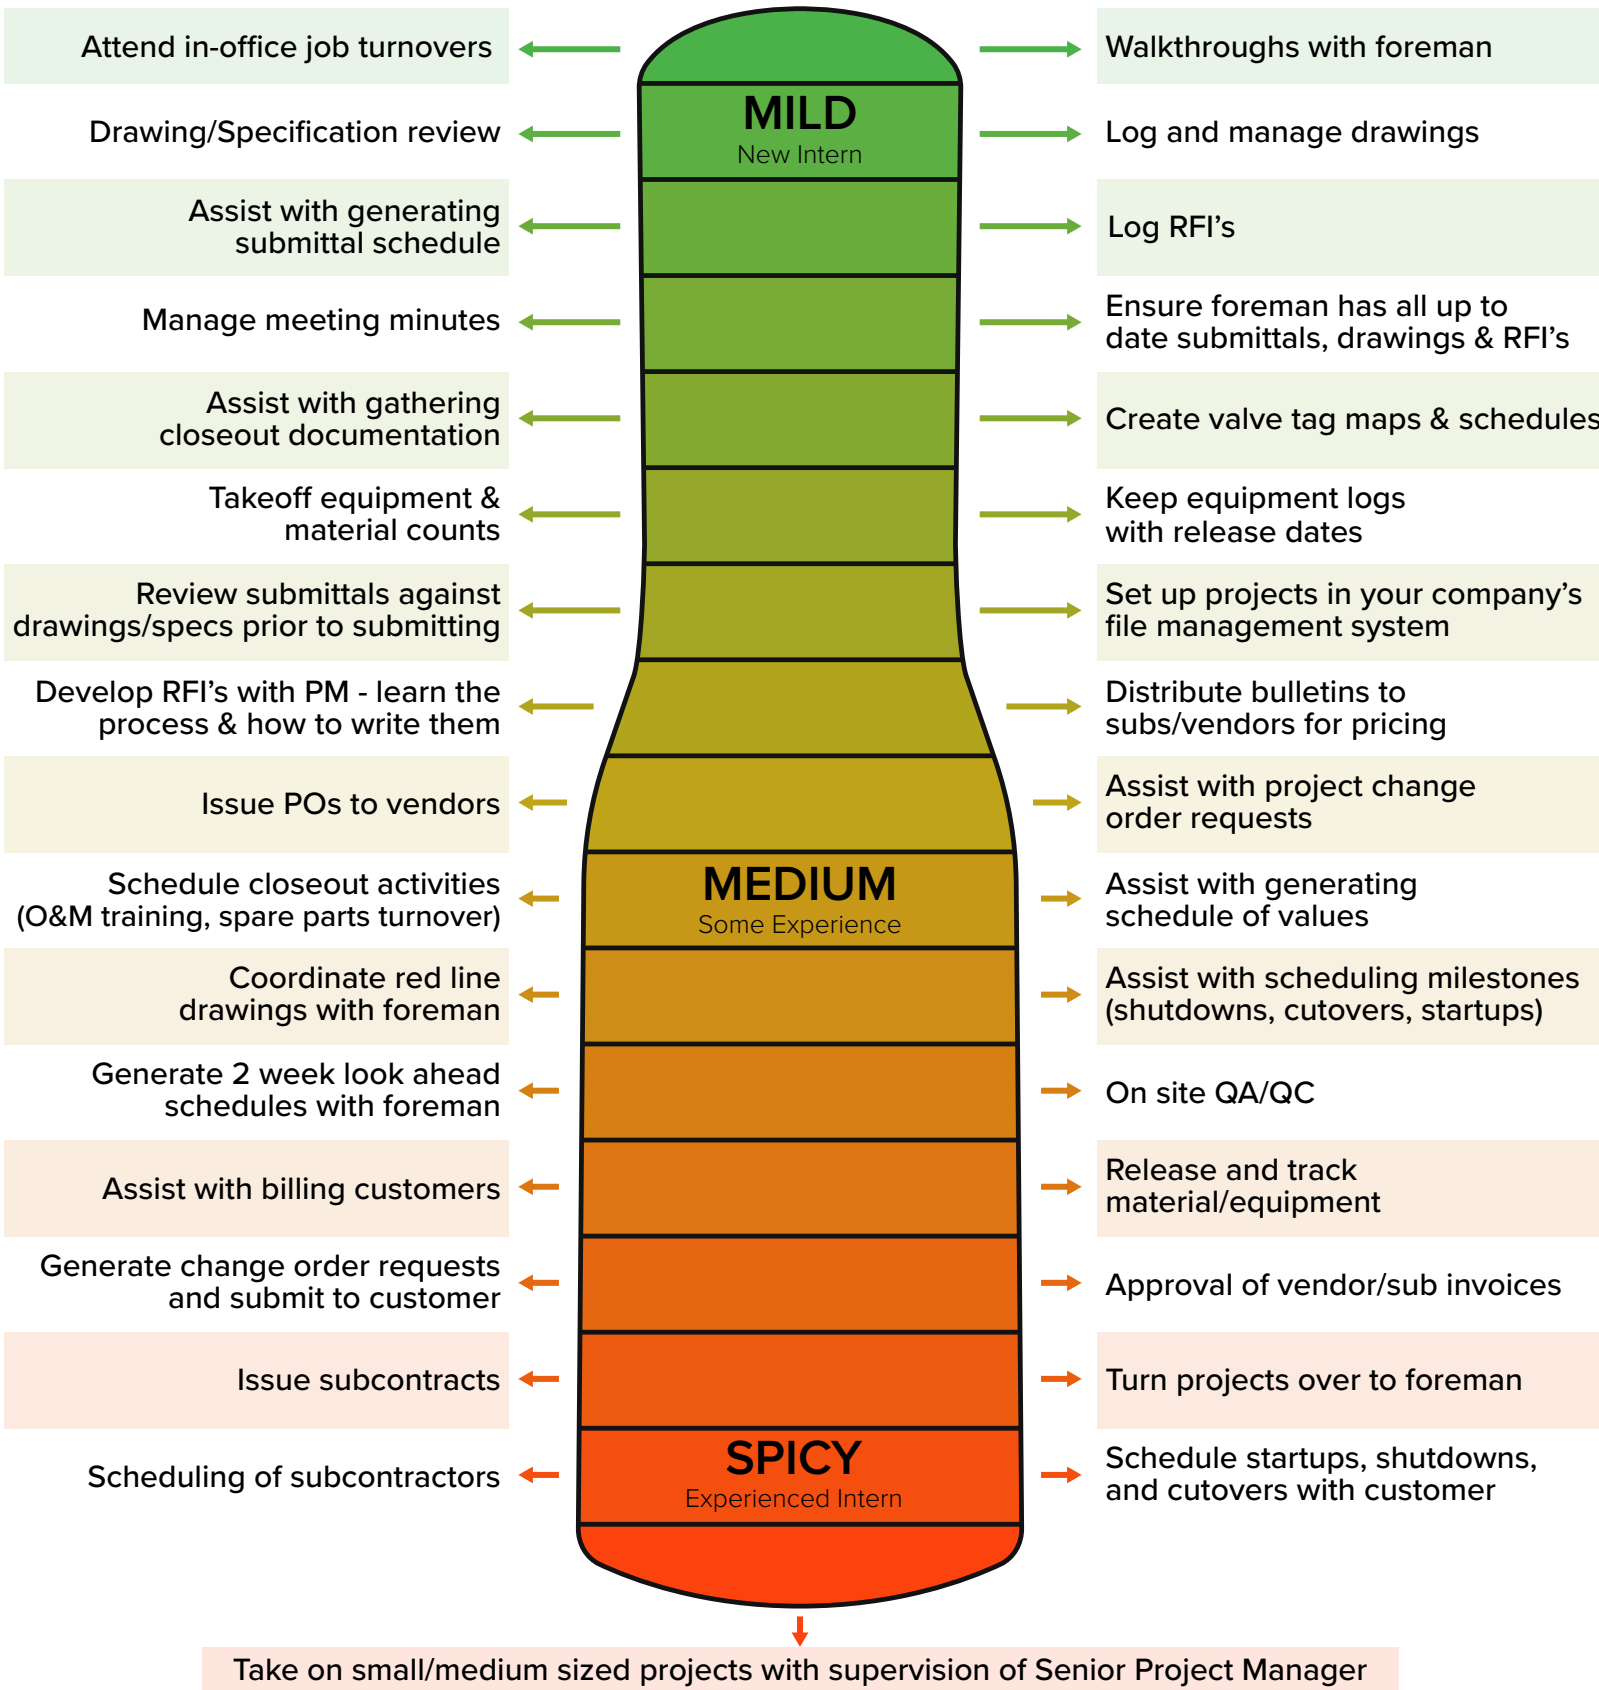 Attend in-office job turnovers
Walkthroughs with foreman
MILD
New Intern
Drawing/Specification review
Log and manage drawings
Assist with generating
submittal schedule
Log RFI's
Manage meeting minutes
Ensure foreman has all up to
date submittals, drawings & RFI's
Assist with gathering
closeout documentation
Create valve tag maps & schedules
Takeoff equipment &
material counts
Keep equipment logs
with release dates
Review submittals against
drawings/specs prior to submitting
Set up projects in your company's
file management system
Develop RFI's with PM - learn the
process & how to write them
Distribute bulletins to
subs/vendors for pricing
Issue POs to vendors
Assist with project change
order requests
MEDIUM
Some Experience
Schedule closeout activities
(O&M training, spare parts turnover)
Assist with generating
schedule of values
Coordinate red line
drawings with foreman
Assist with scheduling milestones
(shutdowns, cutovers, startups)
Generate 2 week look ahead
schedules with foreman
On site QA/QC
Assist with billing customers
Release and track
material/equipment
Generate change order requests
and submit to customer
Approval of vendor/sub invoices
Issue subcontracts
Turn projects over to foreman
SPICY
Experienced Intern
Scheduling of subcontractors
Schedule startups, shutdowns,
and cutovers with customer
Take on small/medium sized projects with supervision of Senior Project Manager